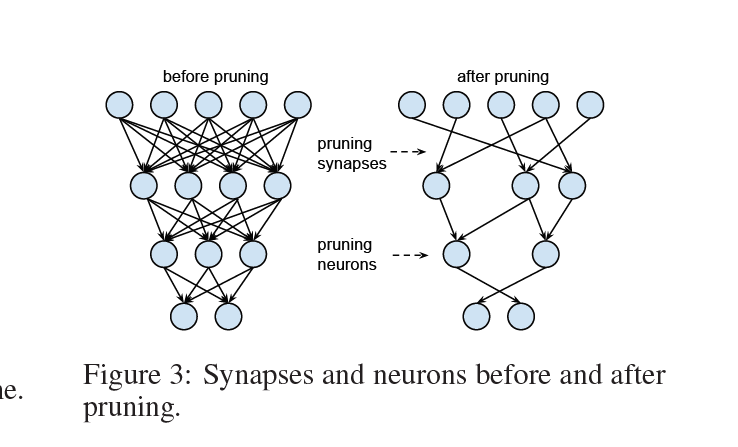 before pruning
after pruning
pruning
synapses
pruning
neurons
ne.
Figure 3: Synapses and neurons before and after
pruning.